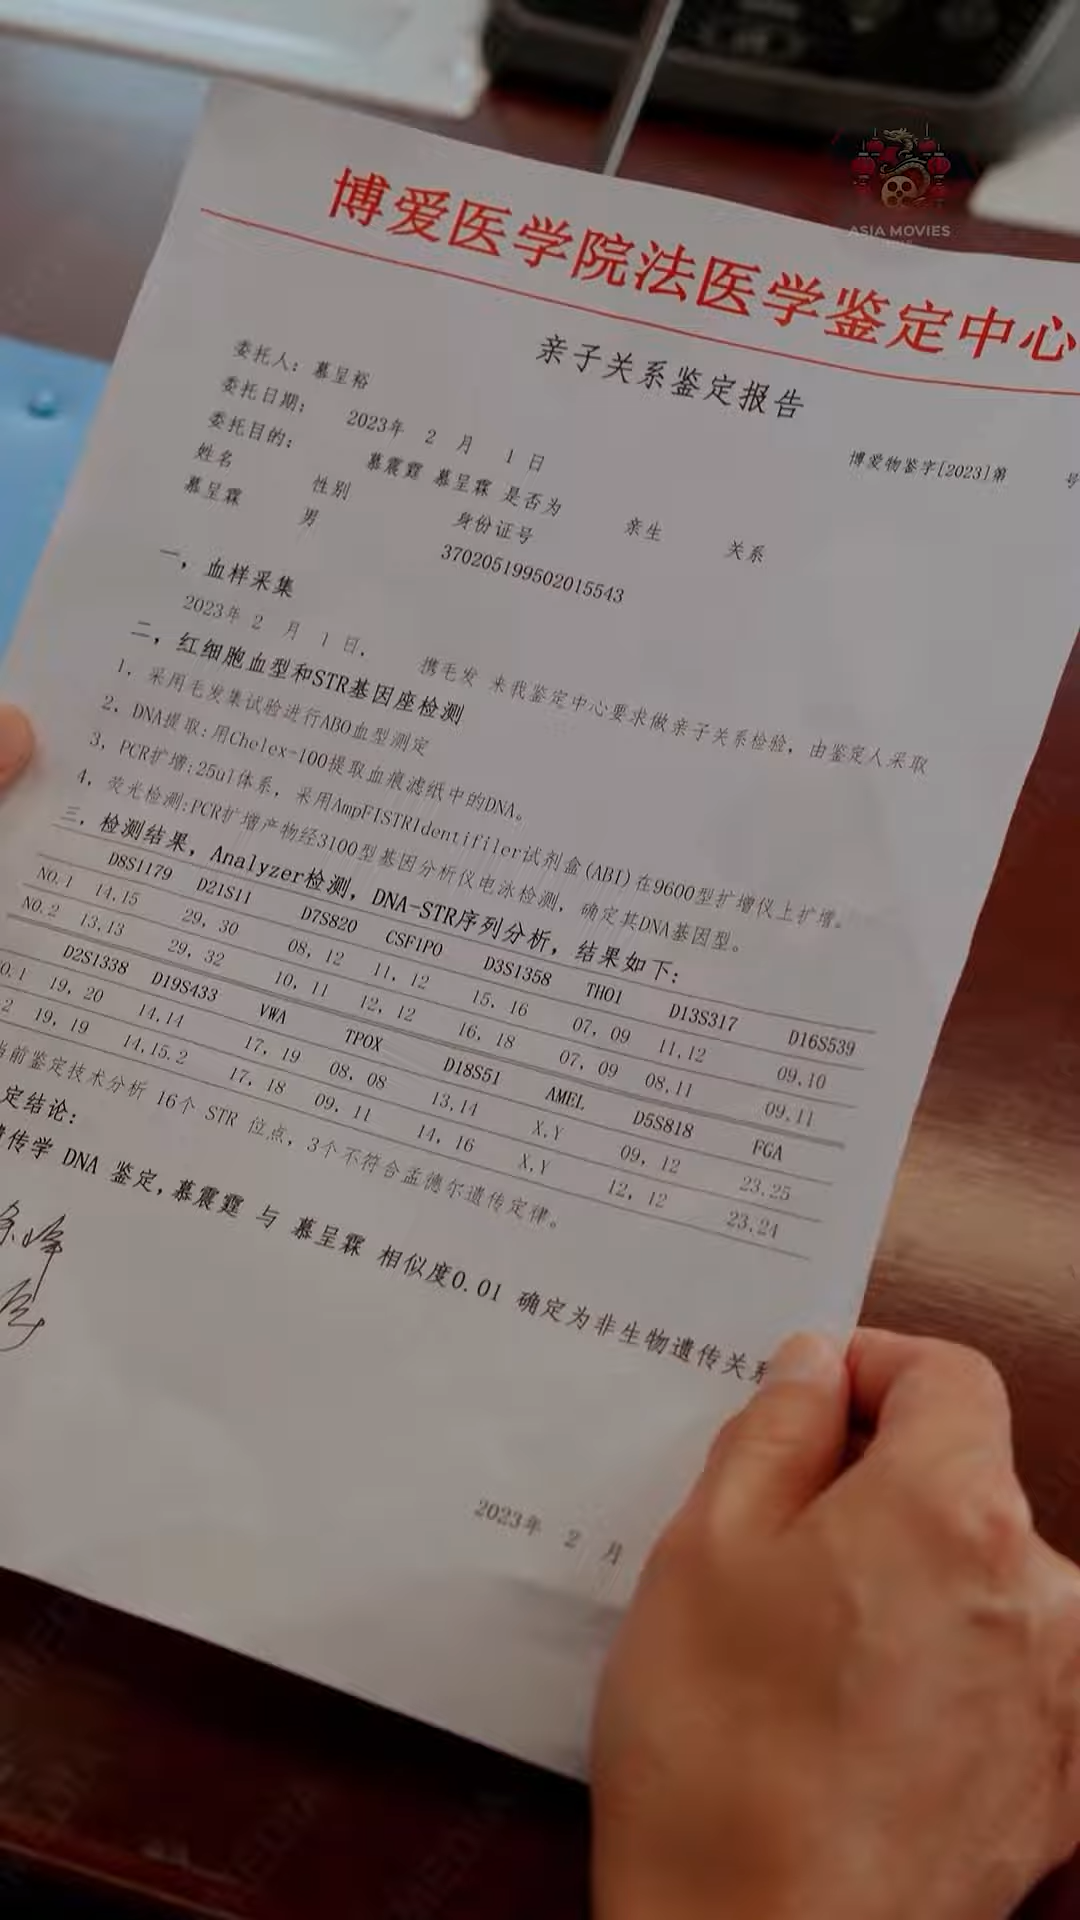 ASIA MOVIES
博爱医学院法医学鉴定中心
亲子关系鉴定报告
委托人：慕呈裕
委托日期： 2023年 2 月 1 日
博爱物鉴字[2023]第 号
委托目的： 慕震霆 慕呈霖 是否为 亲生 关系
姓名 性别 身份证号
慕呈霖 男 370205199502015543
一，血样采集
2023年 2 月 1 日， 携毛发 来我鉴定中心要求做亲子关系检验，由鉴定人采取
二，红细胞血型和STR基因座检测
1．采用毛发集试验进行ABO血型测定
2．DNA提取：用Chelex-100提取血痕滤纸中的DNA。
3，PCR扩增：25ul体系，采用AmpFISTRIdentifiler试剂盒(ABI)在9600型扩增仪上扩增。
4，荧光检测：PCR扩增产物经3100型基因分析仪电泳检测，确定其DNA基因型。
三．检测结果，Analyzer检测，DNA-STR序列分析，结果如下：
D8S1179 D21S11 D7S820 CSF1PO D3S1358 THO1 D13S317 D16S539
NO.1 14.15 29，30 08，12 11，12 15，16 07，09 11.12 09.10
NO.2 13,13 29，32 10，11 12，12 16，18 07，09 08.11 09.11
D2S1338 D19S433 VWA TPOX D18S51 AMEL D5S818 FGA
O.1 19，20 14.14 17，19 08，08 13.14 X.Y 09，12 23.25
2 19，19 14,15.2 17，18 09．11 14，16 X.Y 12，12 23.24
当前鉴定技术分析 16个 STR 位点，3个不符合孟德尔遗传定律。
定结论：
遗传学 DNA 鉴定，慕震霆 与 慕呈霖 相似度0.01 确定为非生物遗传关系
2023年 2 月